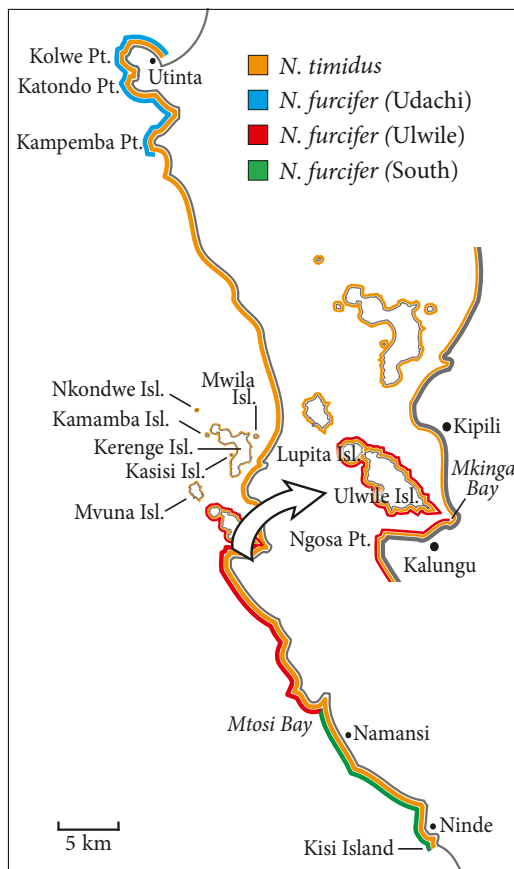 Kolwe Pt.
Utinta
Katondo Pt.
Kampemba Pt.
N. timidus
N. furcifer (Udachi)
N. furcifer (Ulwile)
N. furcifer (South)
Nkondwe Isl.
Mwila
Isl.
Kamamba Isl.
Kerenge Isl.
Kasisi Isl.
Mvuna Isl.
Kipili
Lupita Isl.
Mkinga
Bay
Ulwile Isl.
Ngosa Pt.
Kalungu
Mtosi Bay
Namansi
Ninde
Kisi Island
5 km